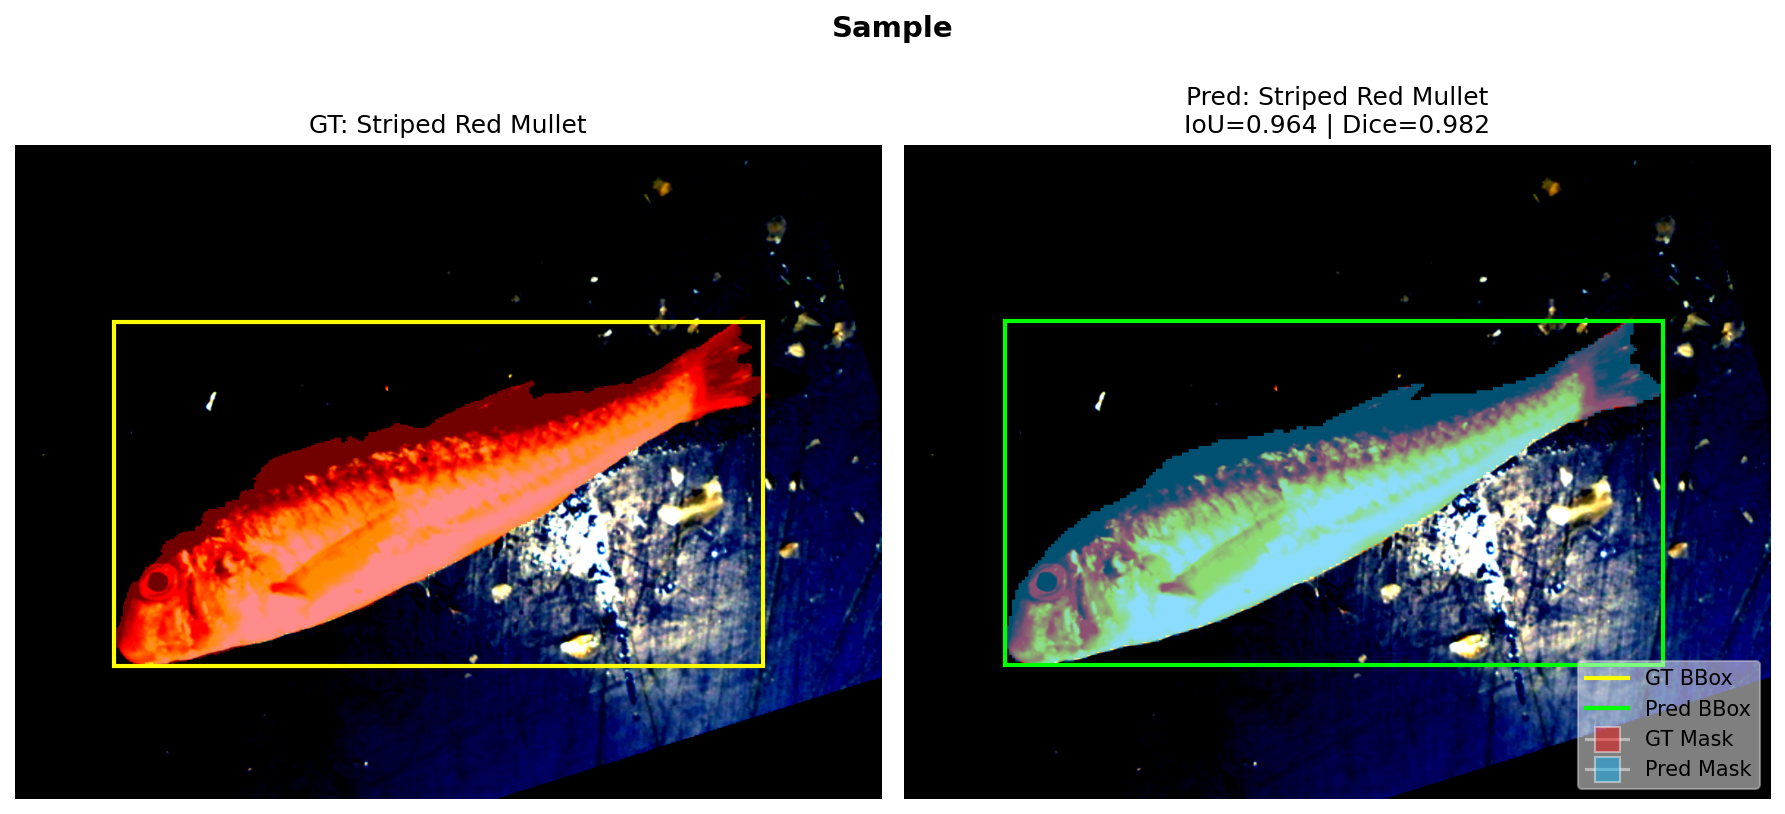 Sample
GT: Striped Red Mullet
Pred: Striped Red Mullet
IoU=0.964 | Dice=0.982
GT BBox
Pred BBox
GT Mask
Pred Mask